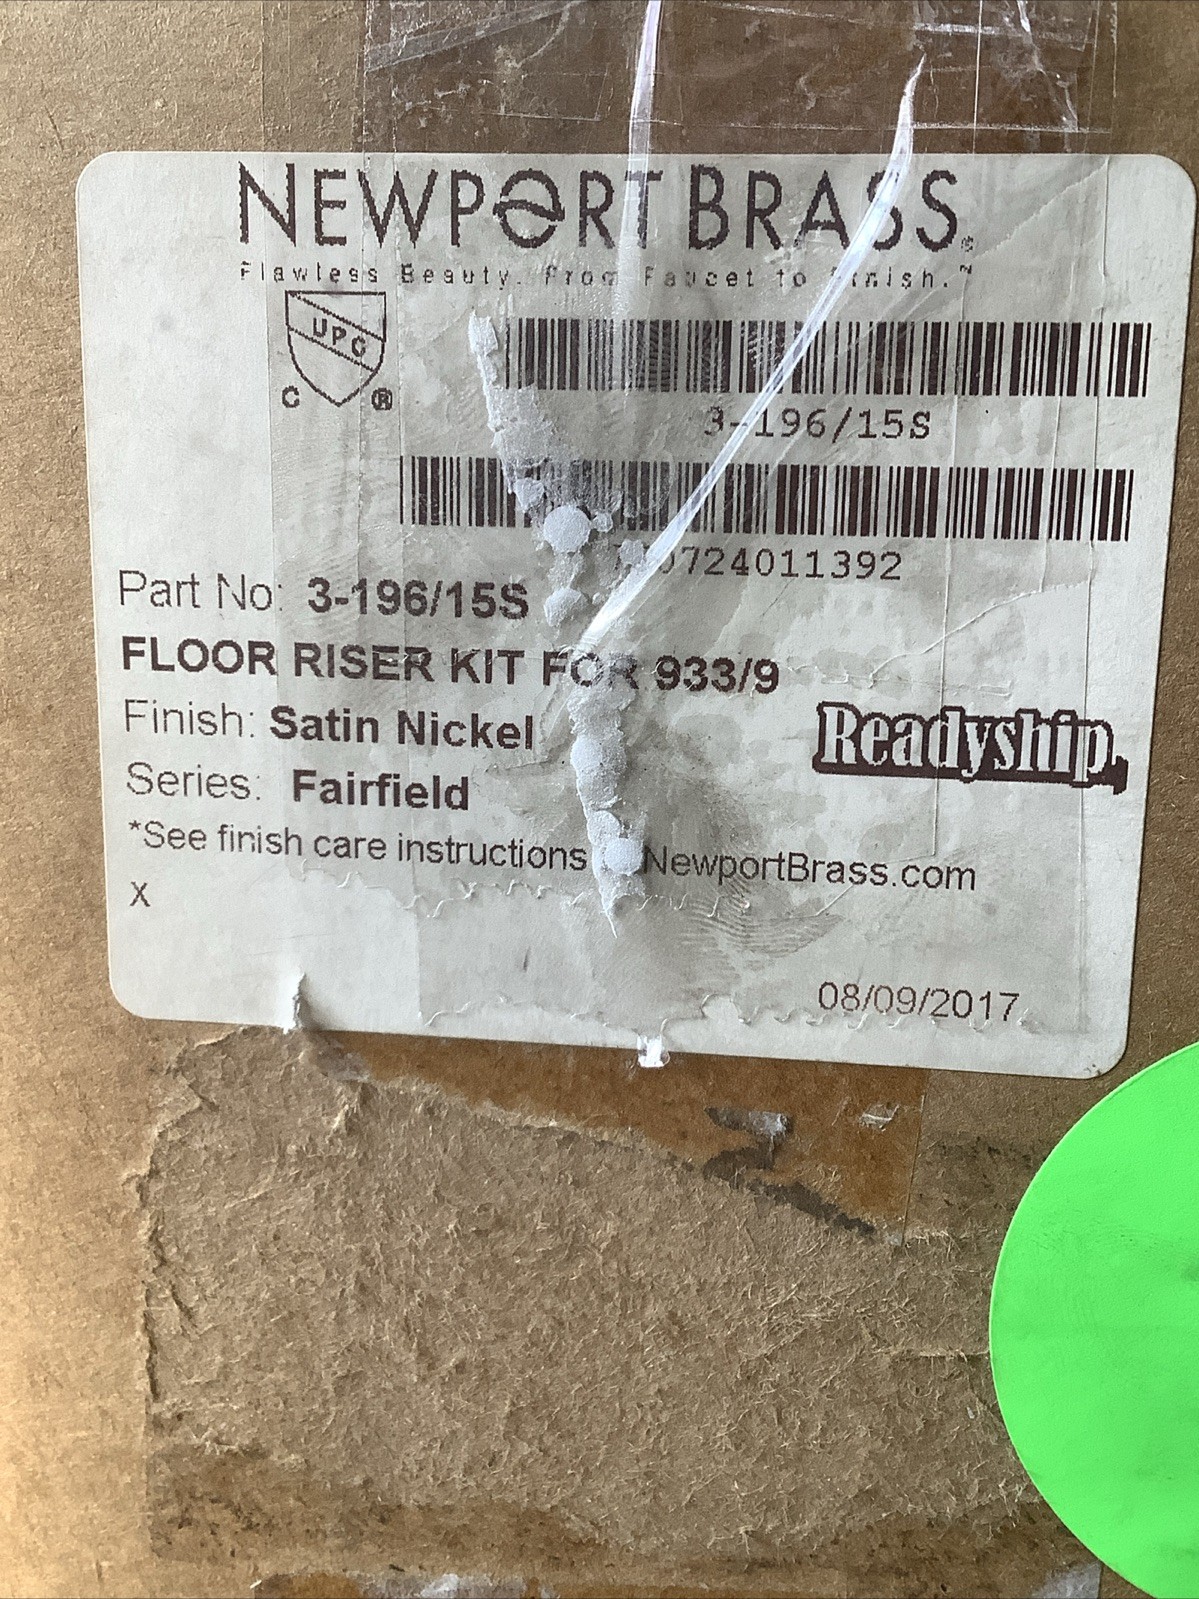 NEWPORT BRASS®
Flawless Beauty. From Faucet to Finish.™
UPC
C ®
3-196/15S
0724011392
Part No: 3-196/15S
FLOOR RISER KIT FOR 933/9
Finish: Satin Nickel
Readyship.
Series: Fairfield
*See finish care instructions NewportBrass.com
X
08/09/2017